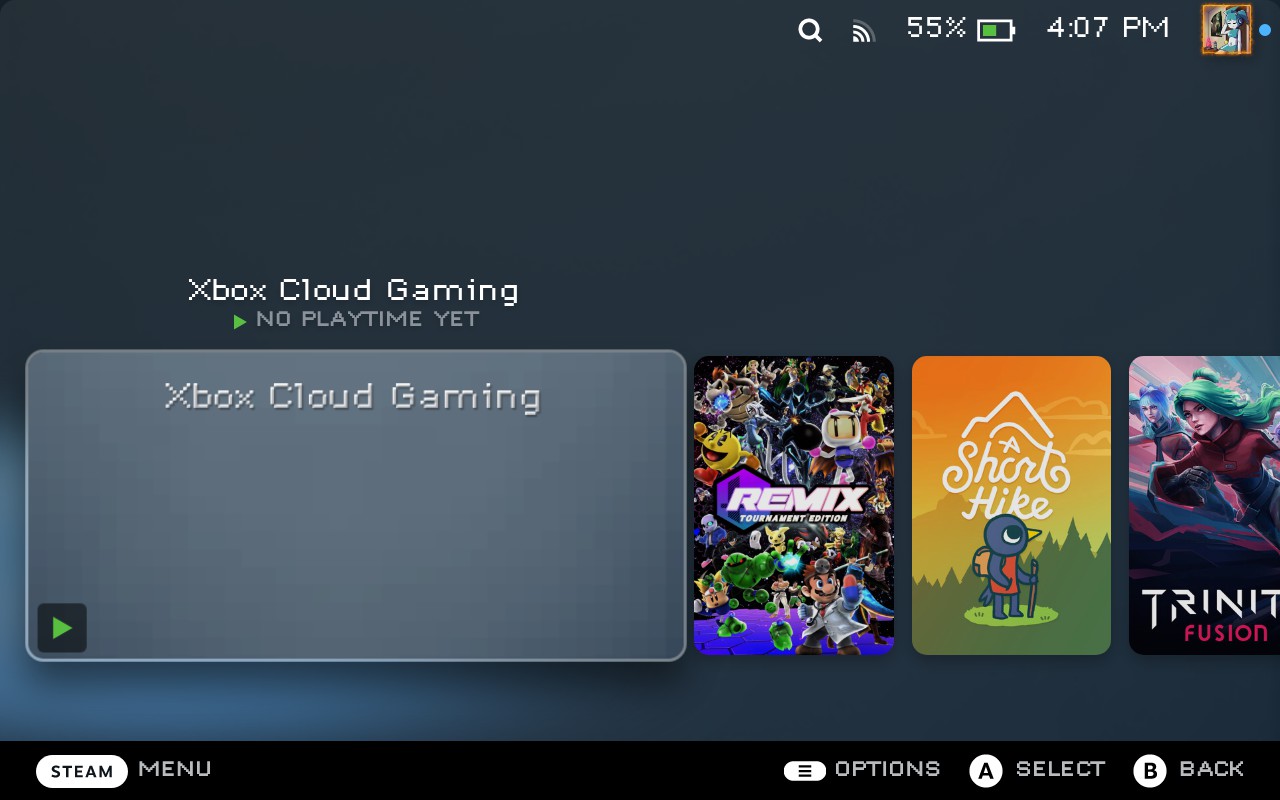 55%
4:07 PM
Xbox Cloud Gaming
NO PLAYTIME YET
Xbox Cloud Gaming
REMIX
TOURNAMENT EDITION
A
Short
Hike
TRINIT
FUSION
STEAM MENU
OPTIONS
A SELECT
B BACK